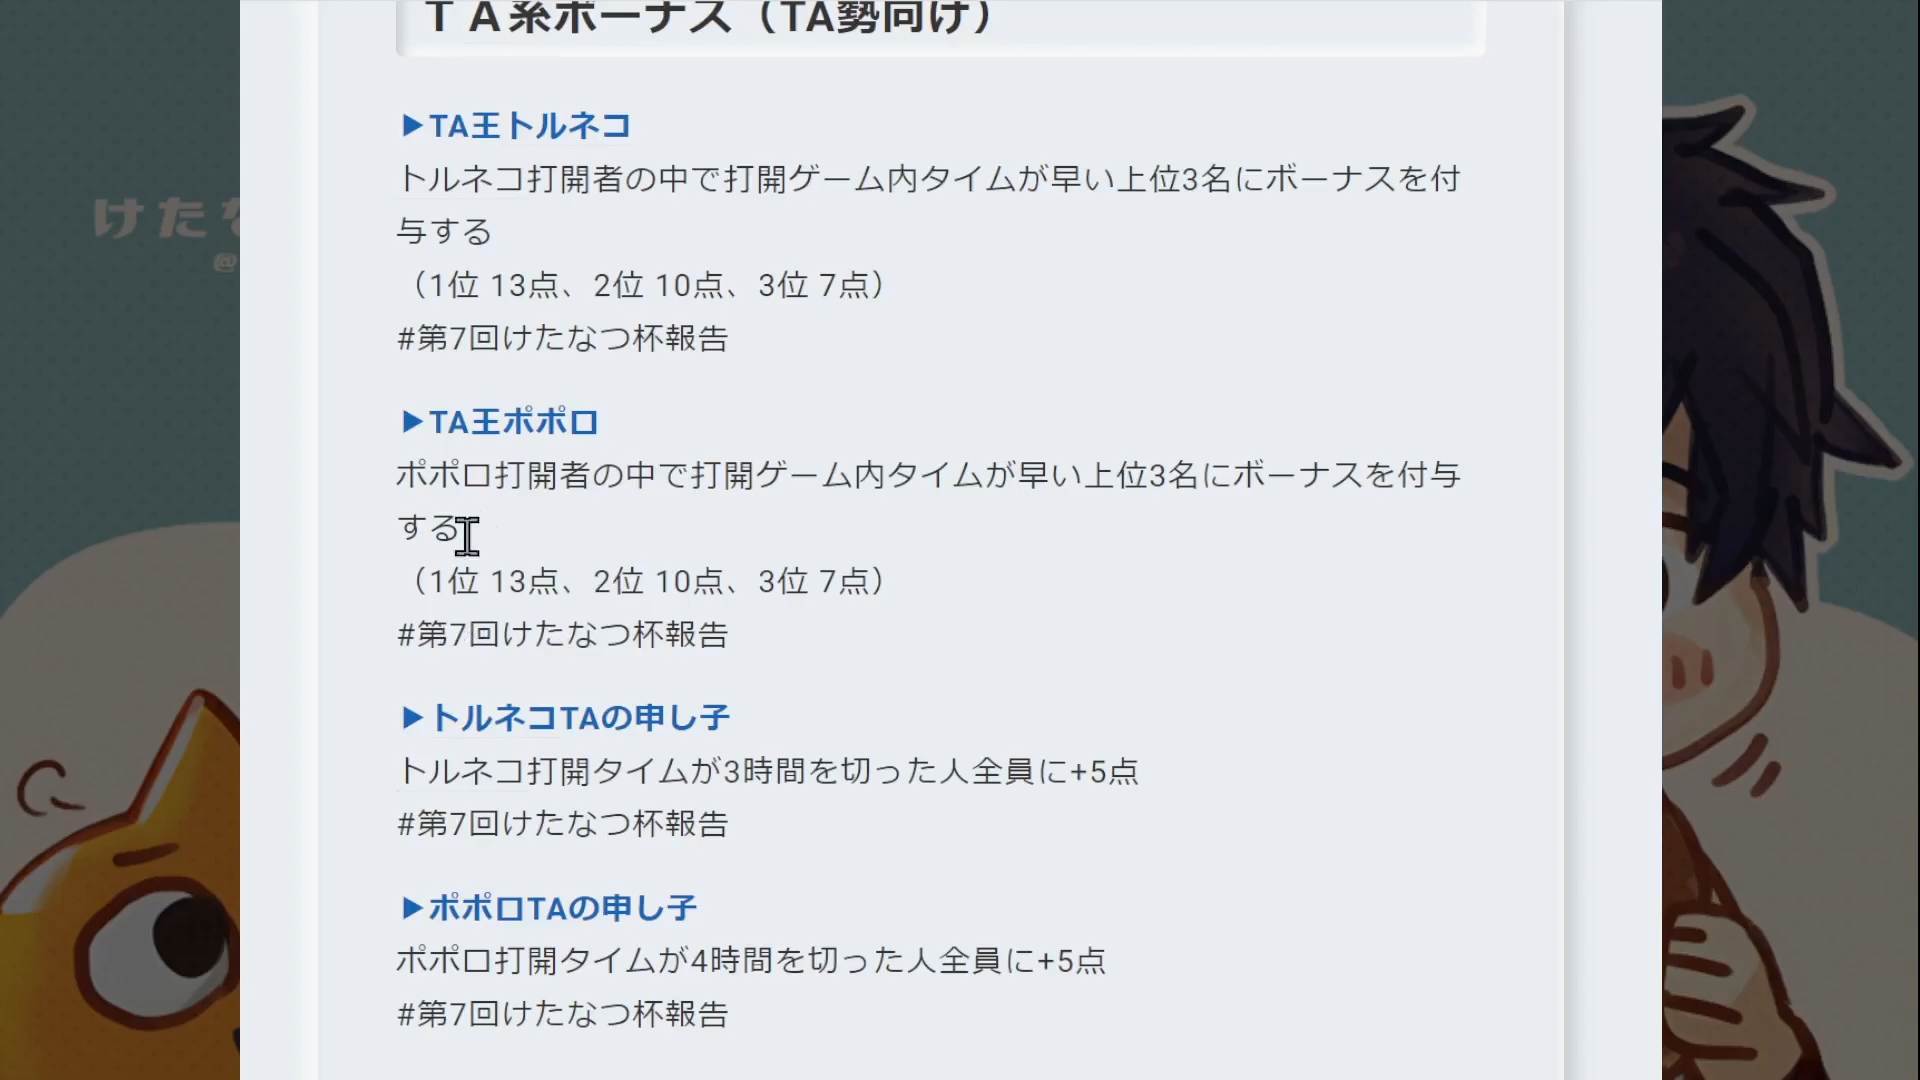 TA系ボーナス（TA勢向け）
▶TA王トルネコ
トルネコ打開者の中で打開ゲーム内タイムが早い上位3名にボーナスを付
与する
（1位 13点、2位 10点、3位 7点）
#第7回けたなつ杯報告
▶TA王ポポロ
ポポロ打開者の中で打開ゲーム内タイムが早い上位3名にボーナスを付与
する
（1位 13点、2位 10点、3位 7点）
#第7回けたなつ杯報告
▶トルネコTAの申し子
トルネコ打開タイムが3時間を切った人全員に+5点
#第7回けたなつ杯報告
▶ポポロTAの申し子
ポポロ打開タイムが4時間を切った人全員に+5点
#第7回けたなつ杯報告
けた
@